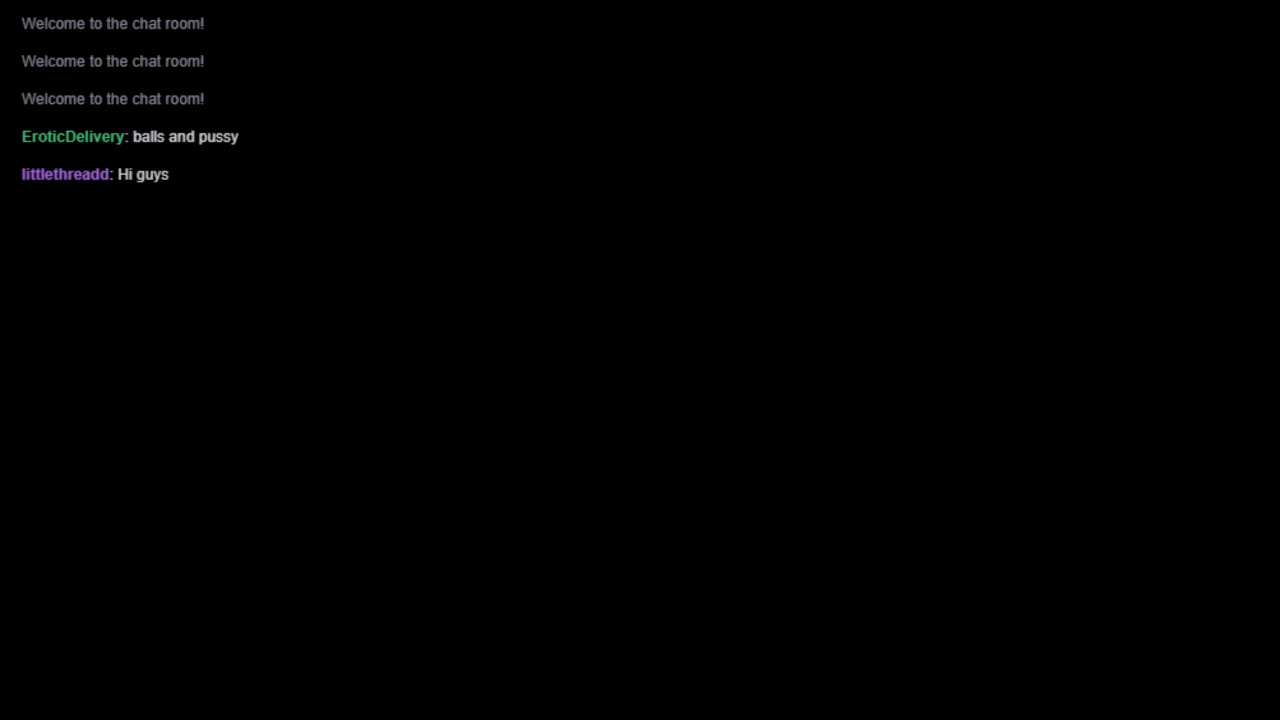 Welcome to the chat room!
Welcome to the chat room!
Welcome to the chat room!
EroticDelivery: balls and pussy
littlethreadd: Hi guys